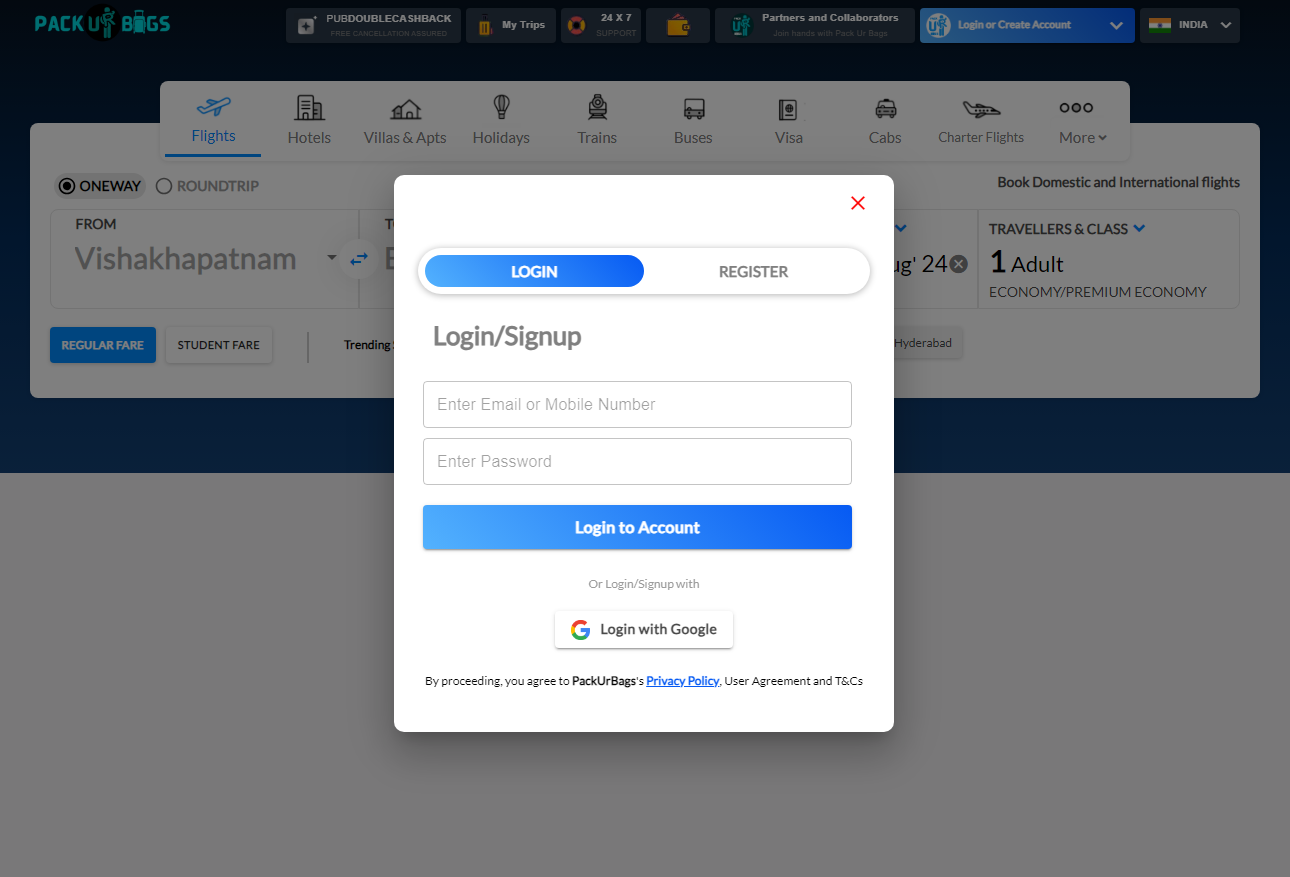 PACK UR BAGS
PUBDOUBLECASHBACK
FREE CANCELLATION ASSURED
My Trips
24 X 7
SUPPORT
Partners and Collaborators
Join hands with Pack Ur Bags
Login or Create Account
INDIA
Flights
Hotels
Villas & Apts
Holidays
Trains
Buses
Visa
Cabs
Charter Flights
More
ONEWAY
ROUNDTRIP
Book Domestic and International flights
FROM
Vishakhapatnam
TRAVELLERS & CLASS
24
1 Adult
ECONOMY/PREMIUM ECONOMY
REGULAR FARE
STUDENT FARE
Trending
Hyderabad
LOGIN
REGISTER
Login/Signup
Enter Email or Mobile Number
Enter Password
Login to Account
Or Login/Signup with
Login with Google
By proceeding, you agree to PackUrBags's Privacy Policy, User Agreement and T&Cs